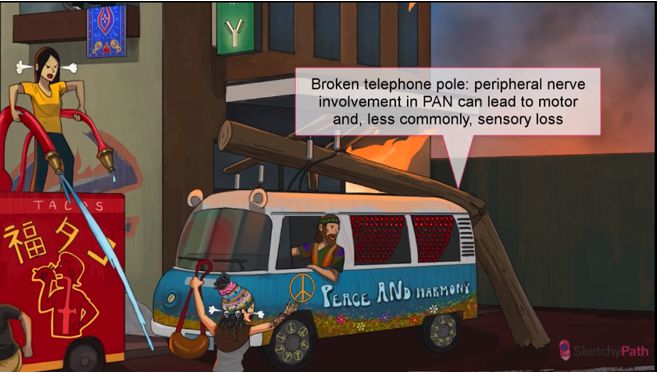 Broken telephone pole: peripheral nerve
involvement in PAN can lead to motor
and, less commonly, sensory loss
TACOS
福タコ
PEACE AND HARMONY
SketchyPath